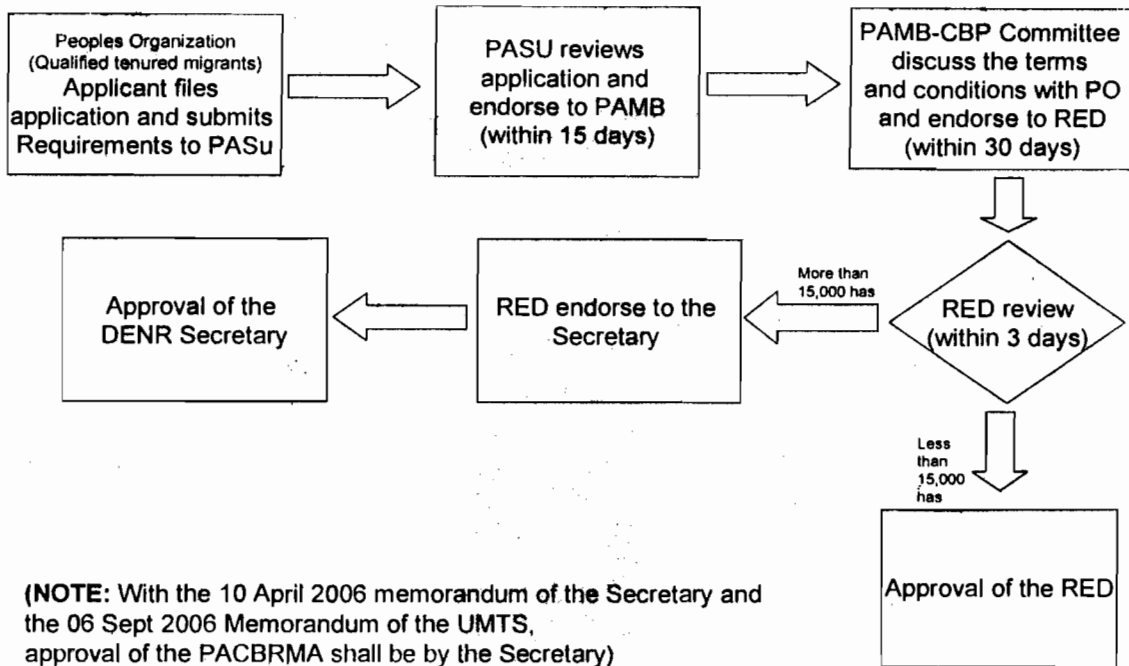 Peoples Organization
(Qualified tenured migrants)
Applicant files
application and submits
Requirements to PASu
PASU reviews
application and
endorse to PAMB
(within 15 days)
PAMB-CBP Committee
discuss the terms
and conditions with PO
and endorse to RED
(within 30 days)
RED review
(within 3 days)
More than
15,000 has
RED endorse to the
Secretary
Approval of the
DENR Secretary
Less
than
15,000
has
Approval of the RED
(NOTE: With the 10 April 2006 memorandum of the Secretary and
the 06 Sept 2006 Memorandum of the UMTS,
approval of the PACBRMA shall be by the Secretary)